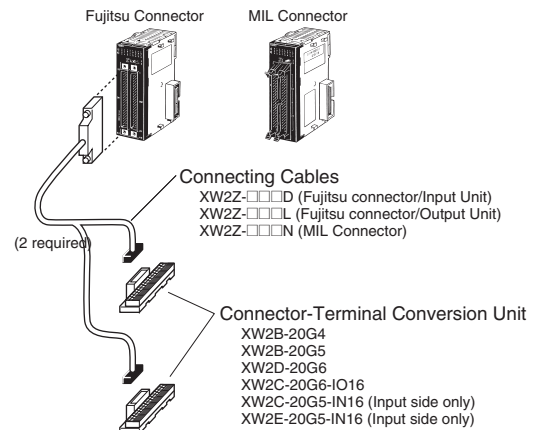 Fujitsu Connector
MIL Connector
Connecting Cables
XW2Z-□□□D (Fujitsu connector/Input Unit)
XW2Z-□□□L (Fujitsu connector/Output Unit)
XW2Z-□□□N (MIL Connector)
(2 required)
Connector-Terminal Conversion Unit
XW2B-20G4
XW2B-20G5
XW2D-20G6
XW2C-20G6-IO16
XW2C-20G5-IN16 (Input side only)
XW2E-20G5-IN16 (Input side only)